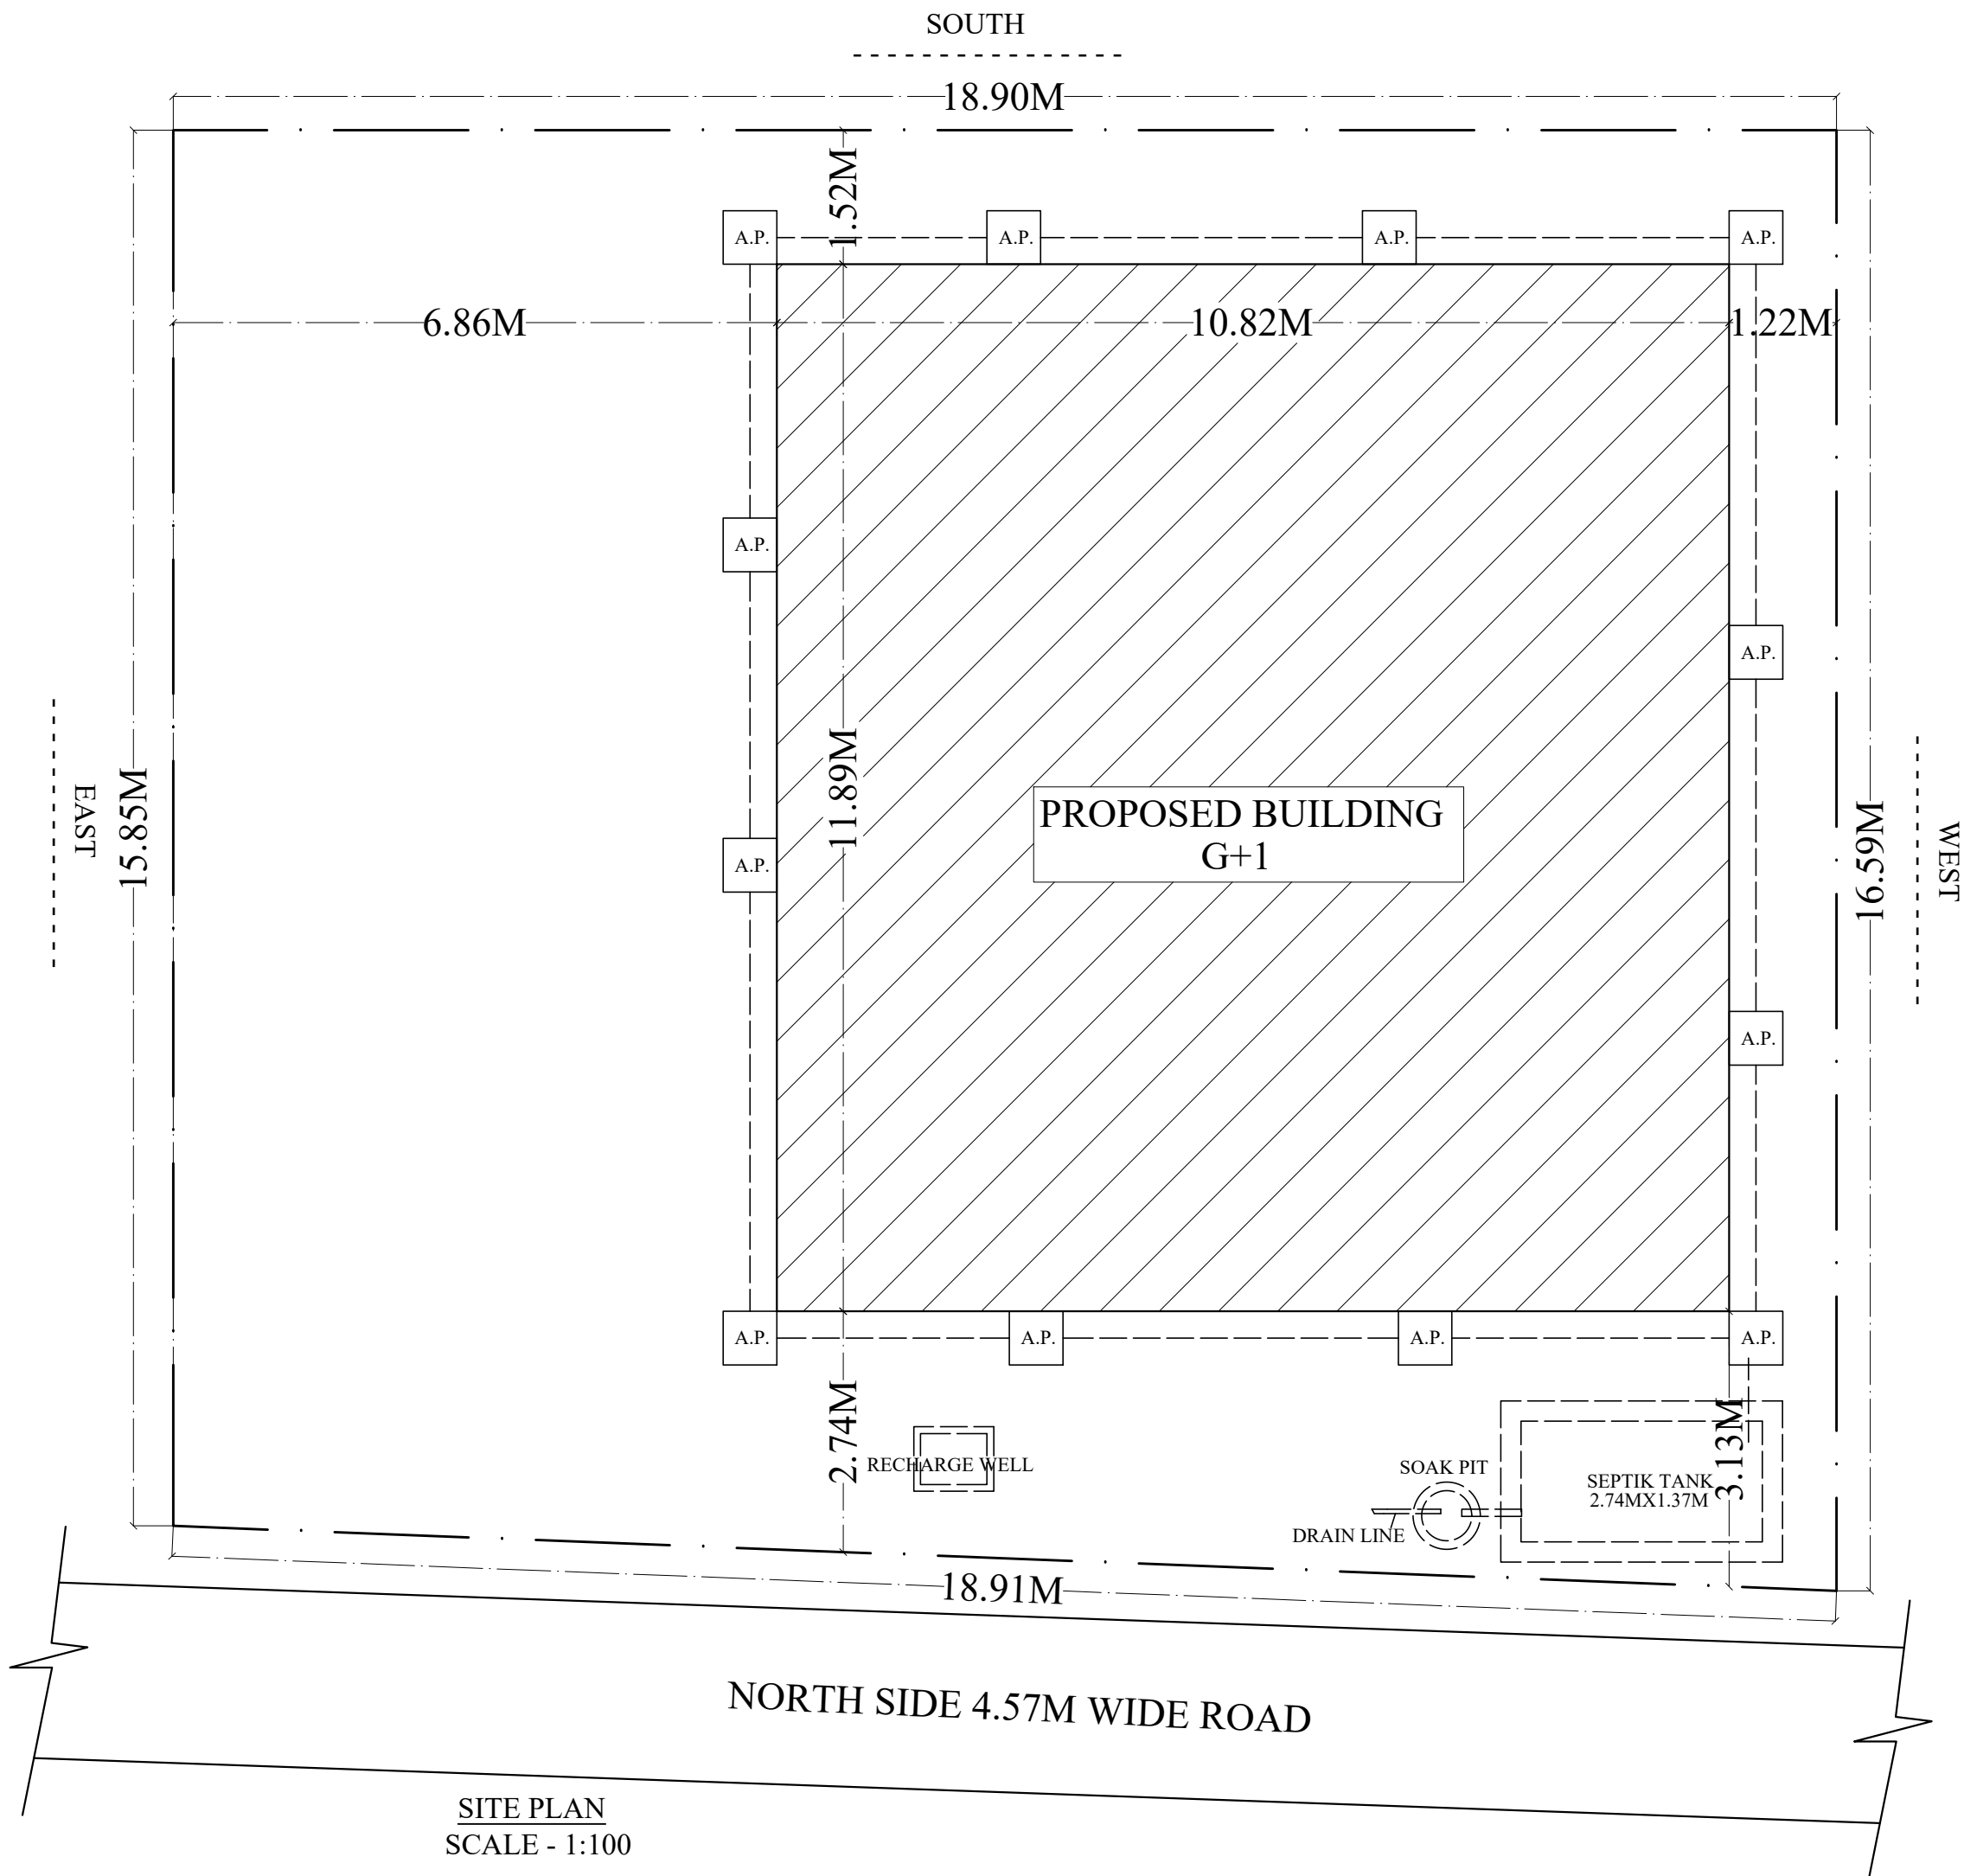 SOUTH
18.90M
1.52M
A.P.
A.P.
A.P.
A.P.
6.86M
10.82M
1.22M
A.P.
A.P.
EAST
15.85M
11.89M
PROPOSED BUILDING
G+1
16.59M
WEST
A.P.
A.P.
A.P.
A.P.
A.P.
A.P.
2.74M
RECHARGE WELL
SOAK PIT
DRAIN LINE
SEPTIK TANK
2.74MX1.37M
3.13M
18.91M
NORTH SIDE 4.57M WIDE ROAD
SITE PLAN
SCALE - 1:100